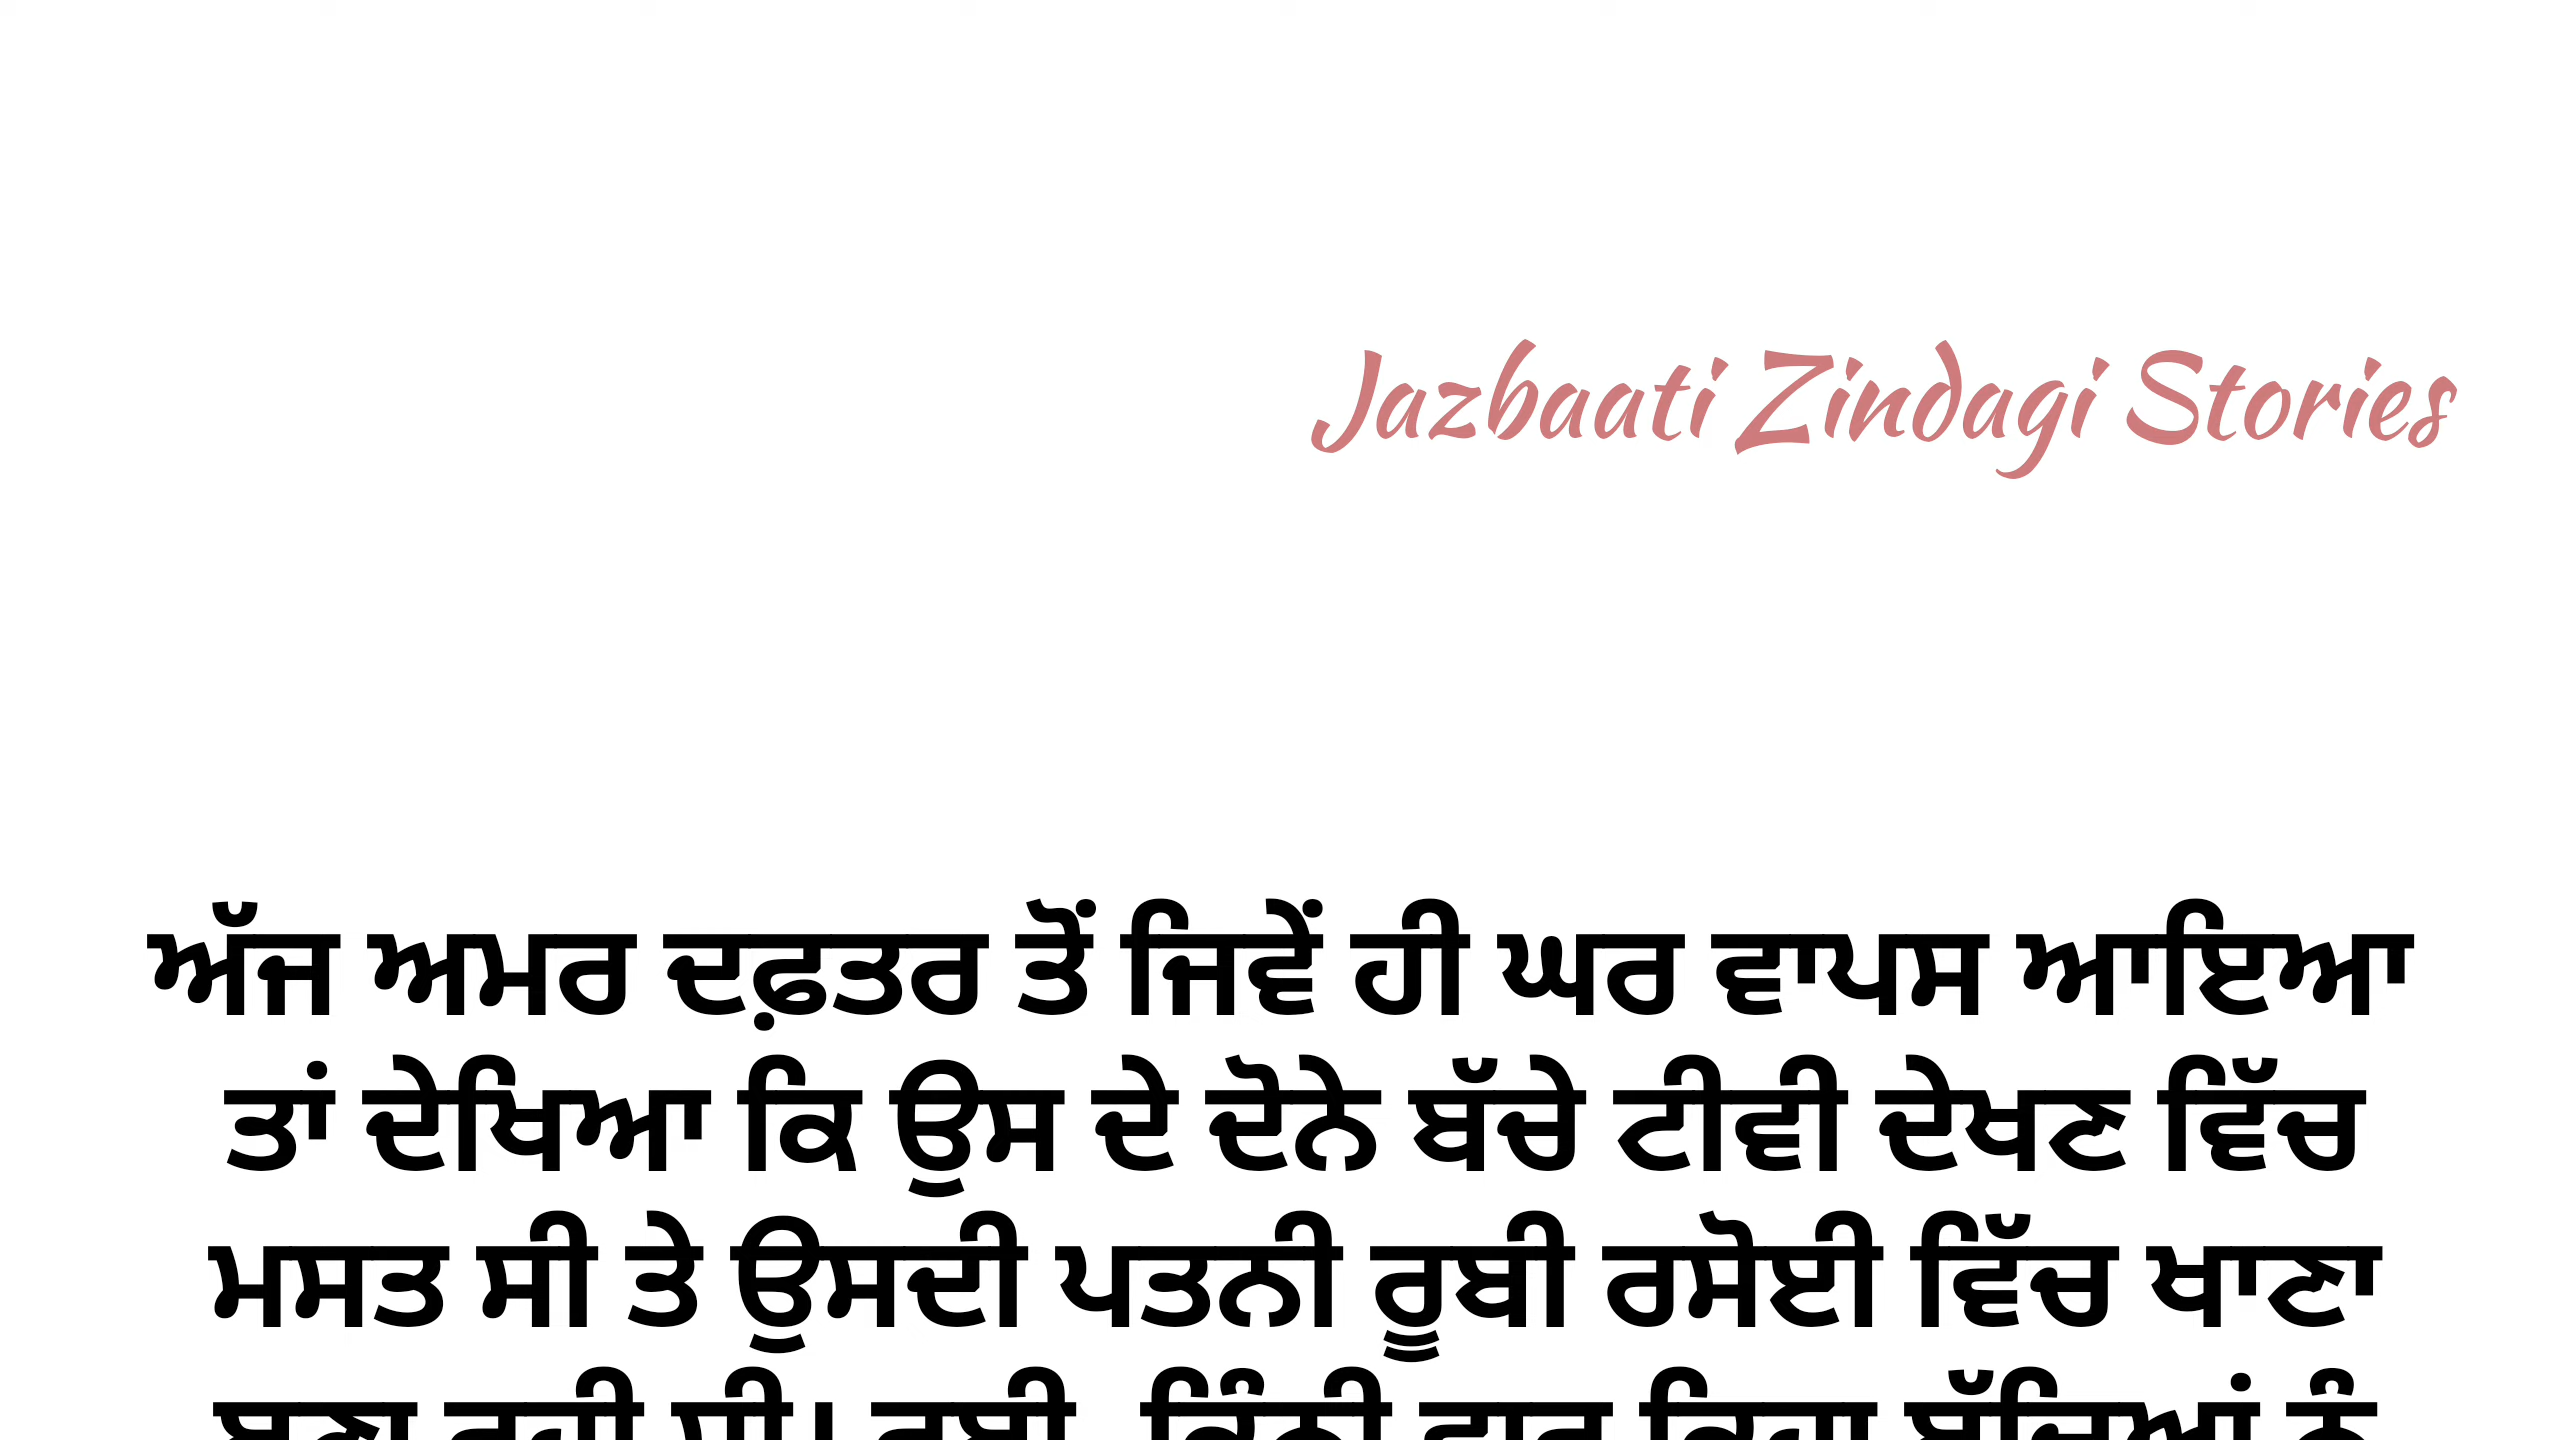 Jazbaati Zindagi Stories
ਅੱਜ ਅਮਰ ਦਫ਼ਤਰ ਤੋਂ ਜਿਵੇਂ ਹੀ ਘਰ ਵਾਪਸ ਆਇਆ
ਤਾਂ ਦੇਖਿਆ ਕਿ ਉਸ ਦੇ ਦੋਨੇ ਬੱਚੇ ਟੀਵੀ ਦੇਖਣ ਵਿੱਚ
ਮਸਤ ਸੀ ਤੇ ਉਸਦੀ ਪਤਨੀ ਰੂਬੀ ਰਸੋਈ ਵਿੱਚ ਖਾਣਾ